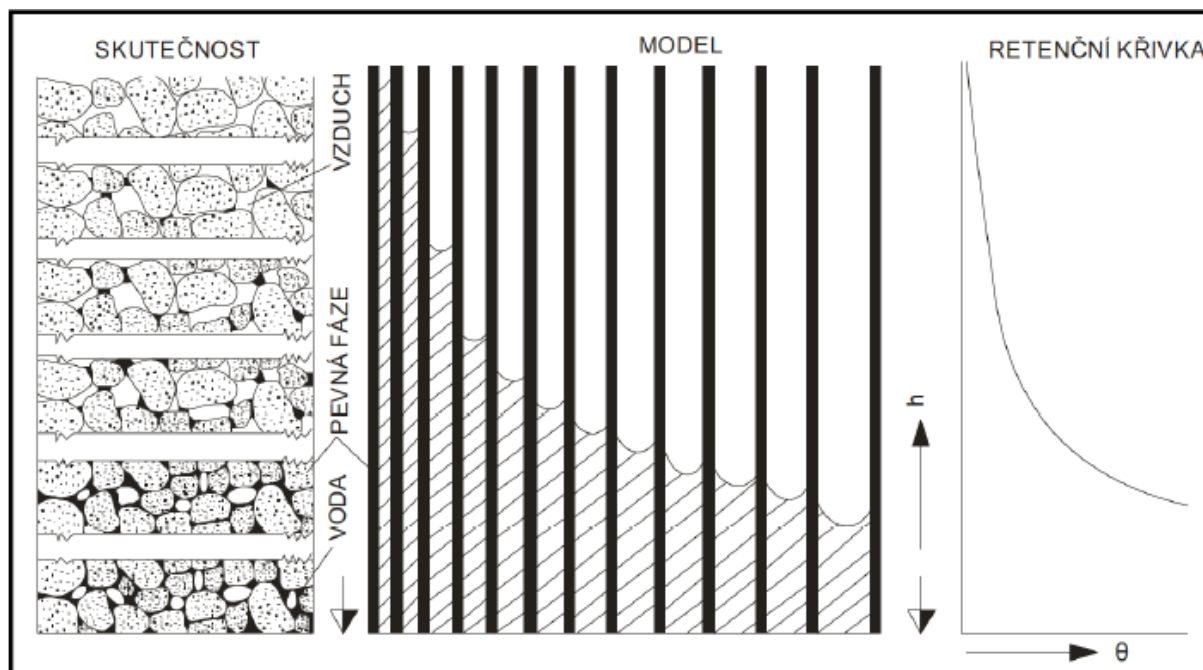 SKUTEČNOST
MODEL
RETENČNÍ KŘIVKA
VZDUCH
PEVNÁ FÁZE
VODA
h
θ